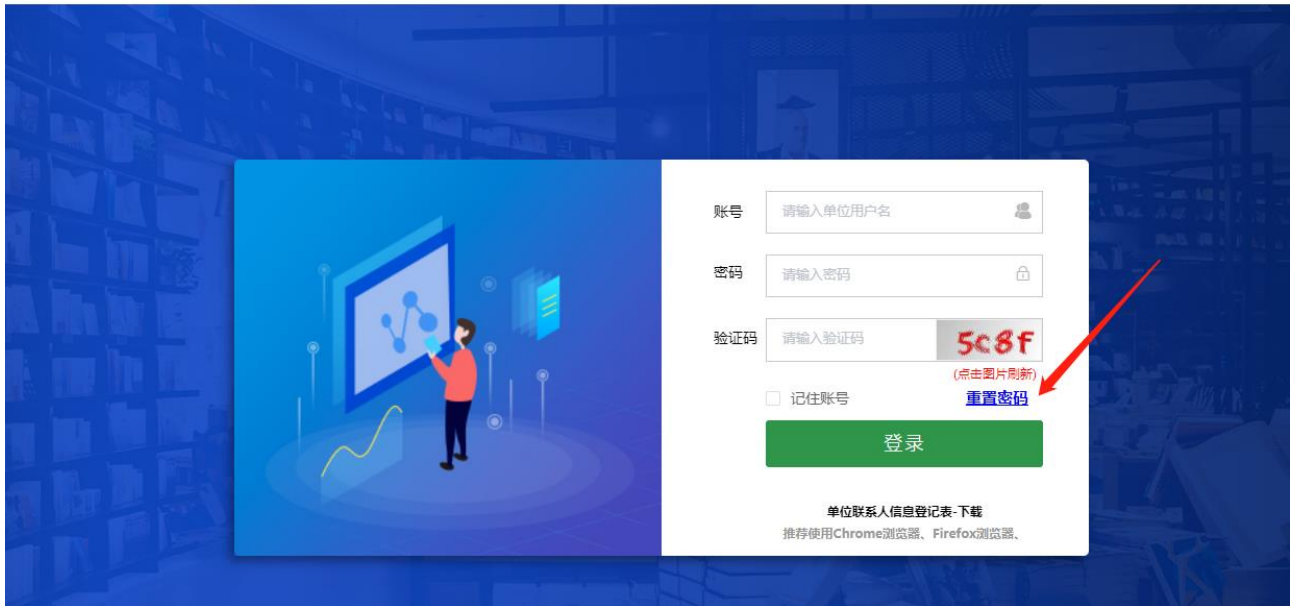 账号 请输入单位用户名
密码 请输入密码
验证码 请输入验证码 5c8f
(点击图片刷新)
记住账号 重置密码
登录
单位联系人信息登记表-下载
推荐使用Chrome浏览器、Firefox浏览器、